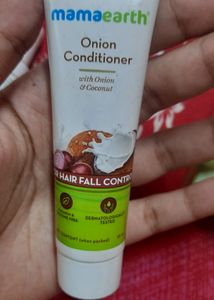 mamaearth
Onion
Conditioner
with Onion
& Coconut
HAIR FALL CONTR
DERMATOLOGICALLY
TESTED